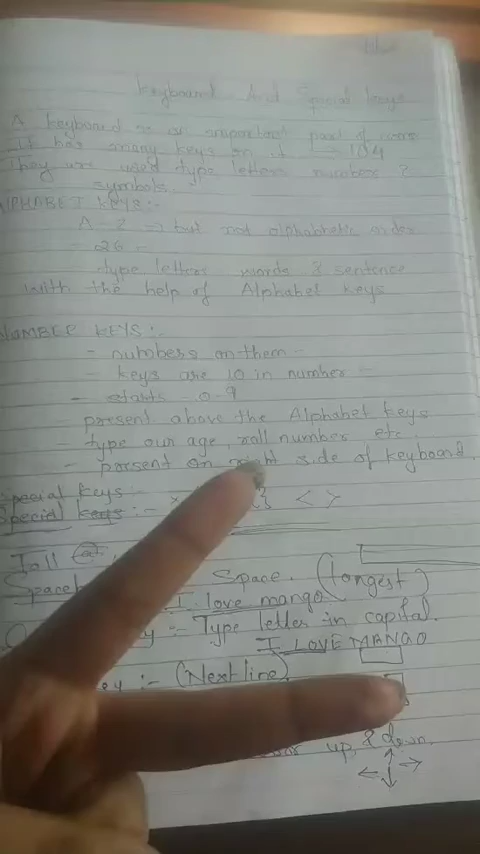 Keyboard And Special Keys
A keyboard is an important part of
It has many keys on it → 104
They are used type letters number &
symbols.
ALPHABET KEYS:-
A-Z → but not alphabetic order
- 26 -
type letters words & sentence
with the help of Alphabet keys
NUMBER KEYS:-
- numbers on them -
- keys are 10 in number -
- starts - 0-9
present above the Alphabet keys
- type our age, roll number etc.
- present on right side of keyboard.
Special keys:-
Special keys :- } < >
Tall
Space. (longest)
I love mango
:- Type letter in capital.
I LOVE MANGO
:- (Next line)
up & down.